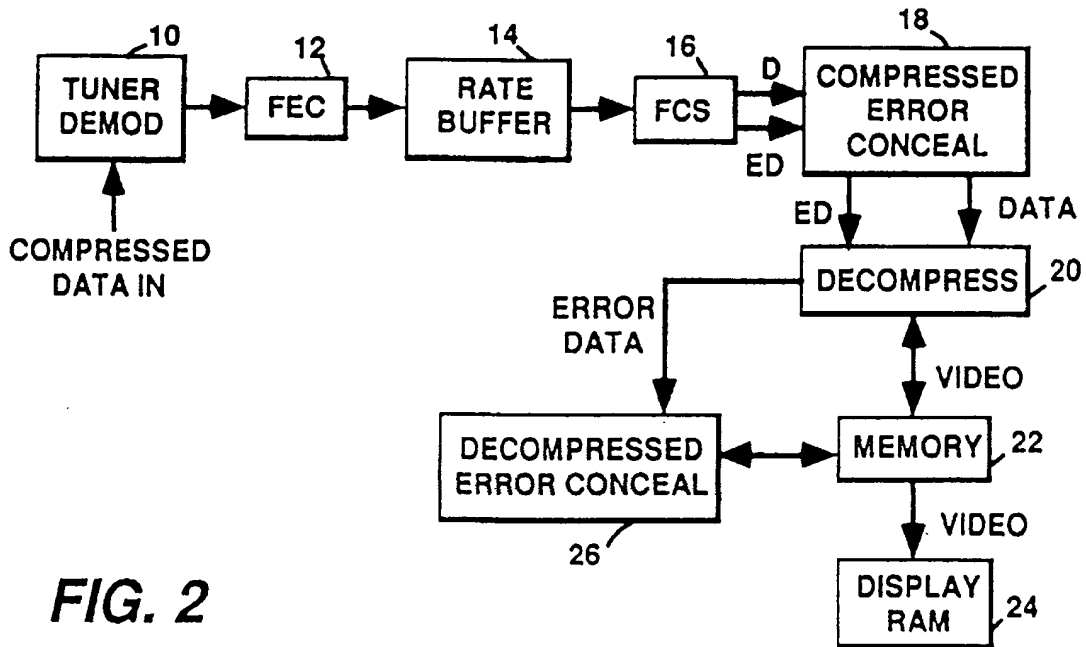 10
TUNER
DEMOD
12
FEC
14
RATE
BUFFER
16
FCS
D
ED
18
COMPRESSED
ERROR
CONCEAL
COMPRESSED
DATA IN
ED
DATA
DECOMPRESS
20
ERROR
DATA
VIDEO
DECOMPRESSED
ERROR CONCEAL
26
MEMORY
22
VIDEO
DISPLAY
RAM
24
FIG. 2